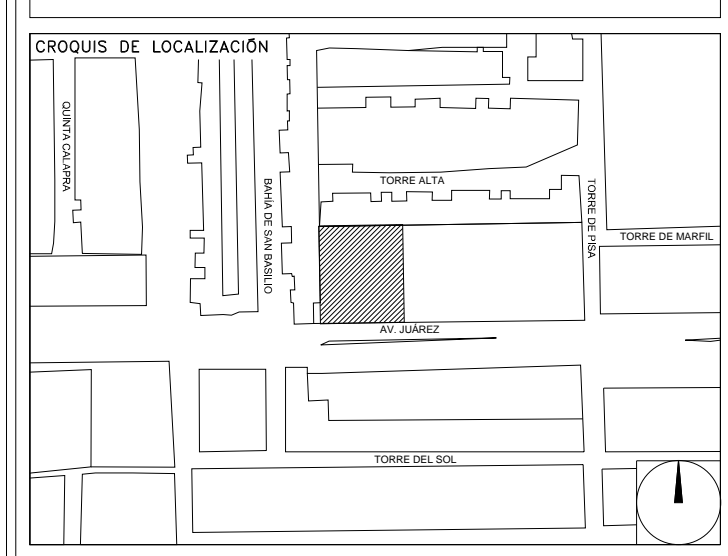 CROQUIS DE LOCALIZACIÓN
QUINTA CALAPRA
BAHÍA DE SAN BASILIO
TORRE ALTA
TORRE DE PISA
TORRE DE MARFIL
AV. JUÁREZ
TORRE DEL SOL